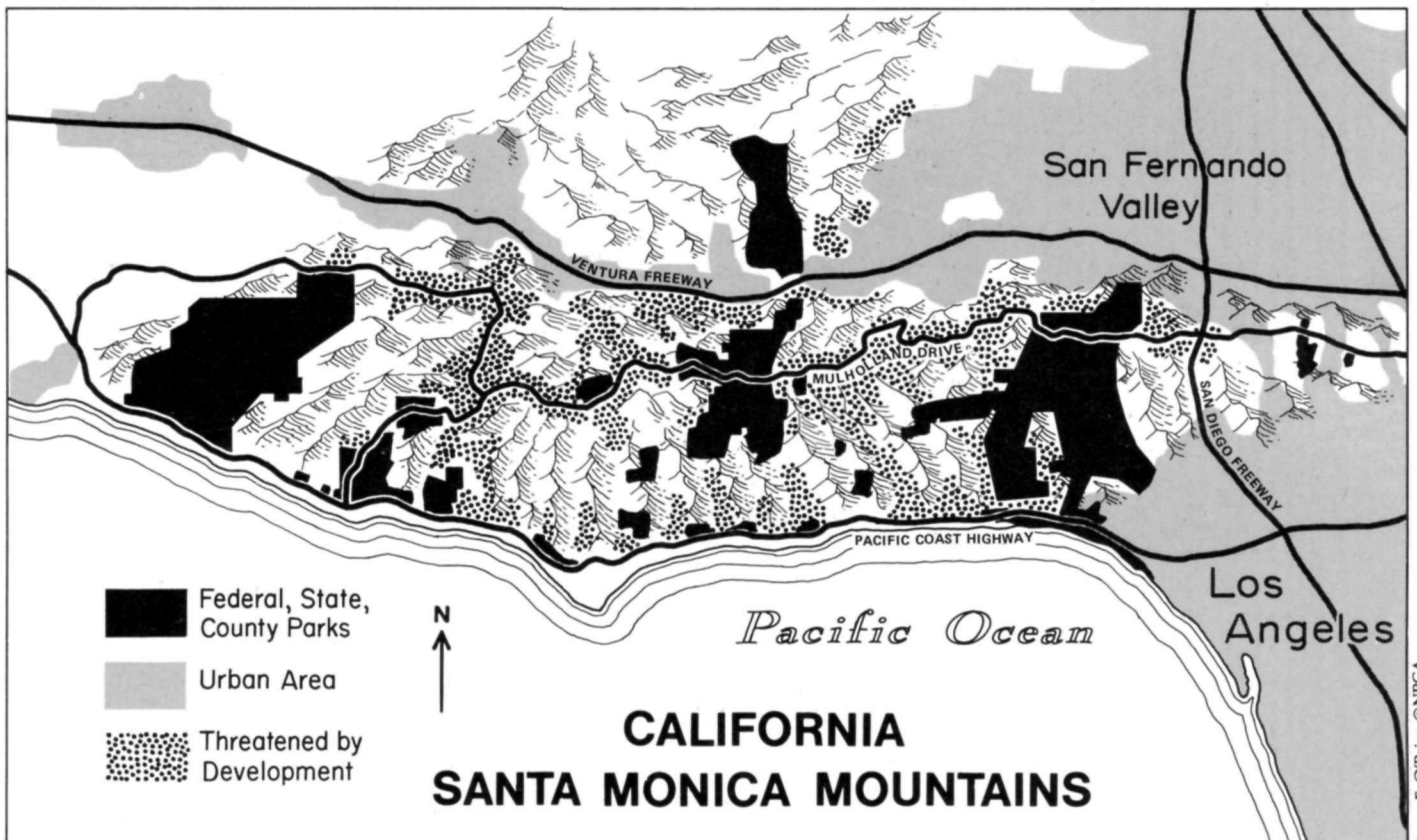 San Fernando
Valley
VENTURA FREEWAY
MULHOLLAND DRIVE
SAN DIEGO FREEWAY
PACIFIC COAST HIGHWAY
Federal, State,
County Parks
Urban Area
Threatened by
Development
N
Pacific Ocean
Los
Angeles
CALIFORNIA
SANTA MONICA MOUNTAINS
©NPCA